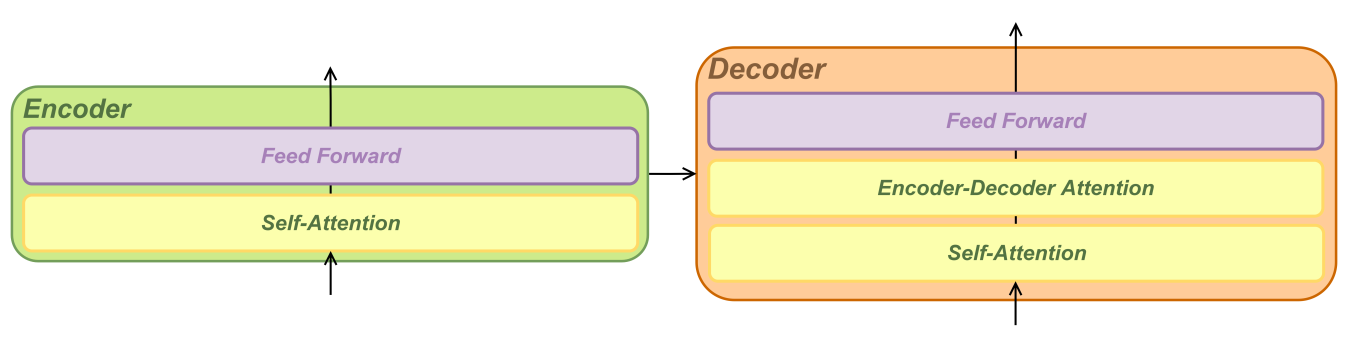 Encoder
Feed Forward
Self-Attention
Decoder
Feed Forward
Encoder-Decoder Attention
Self-Attention